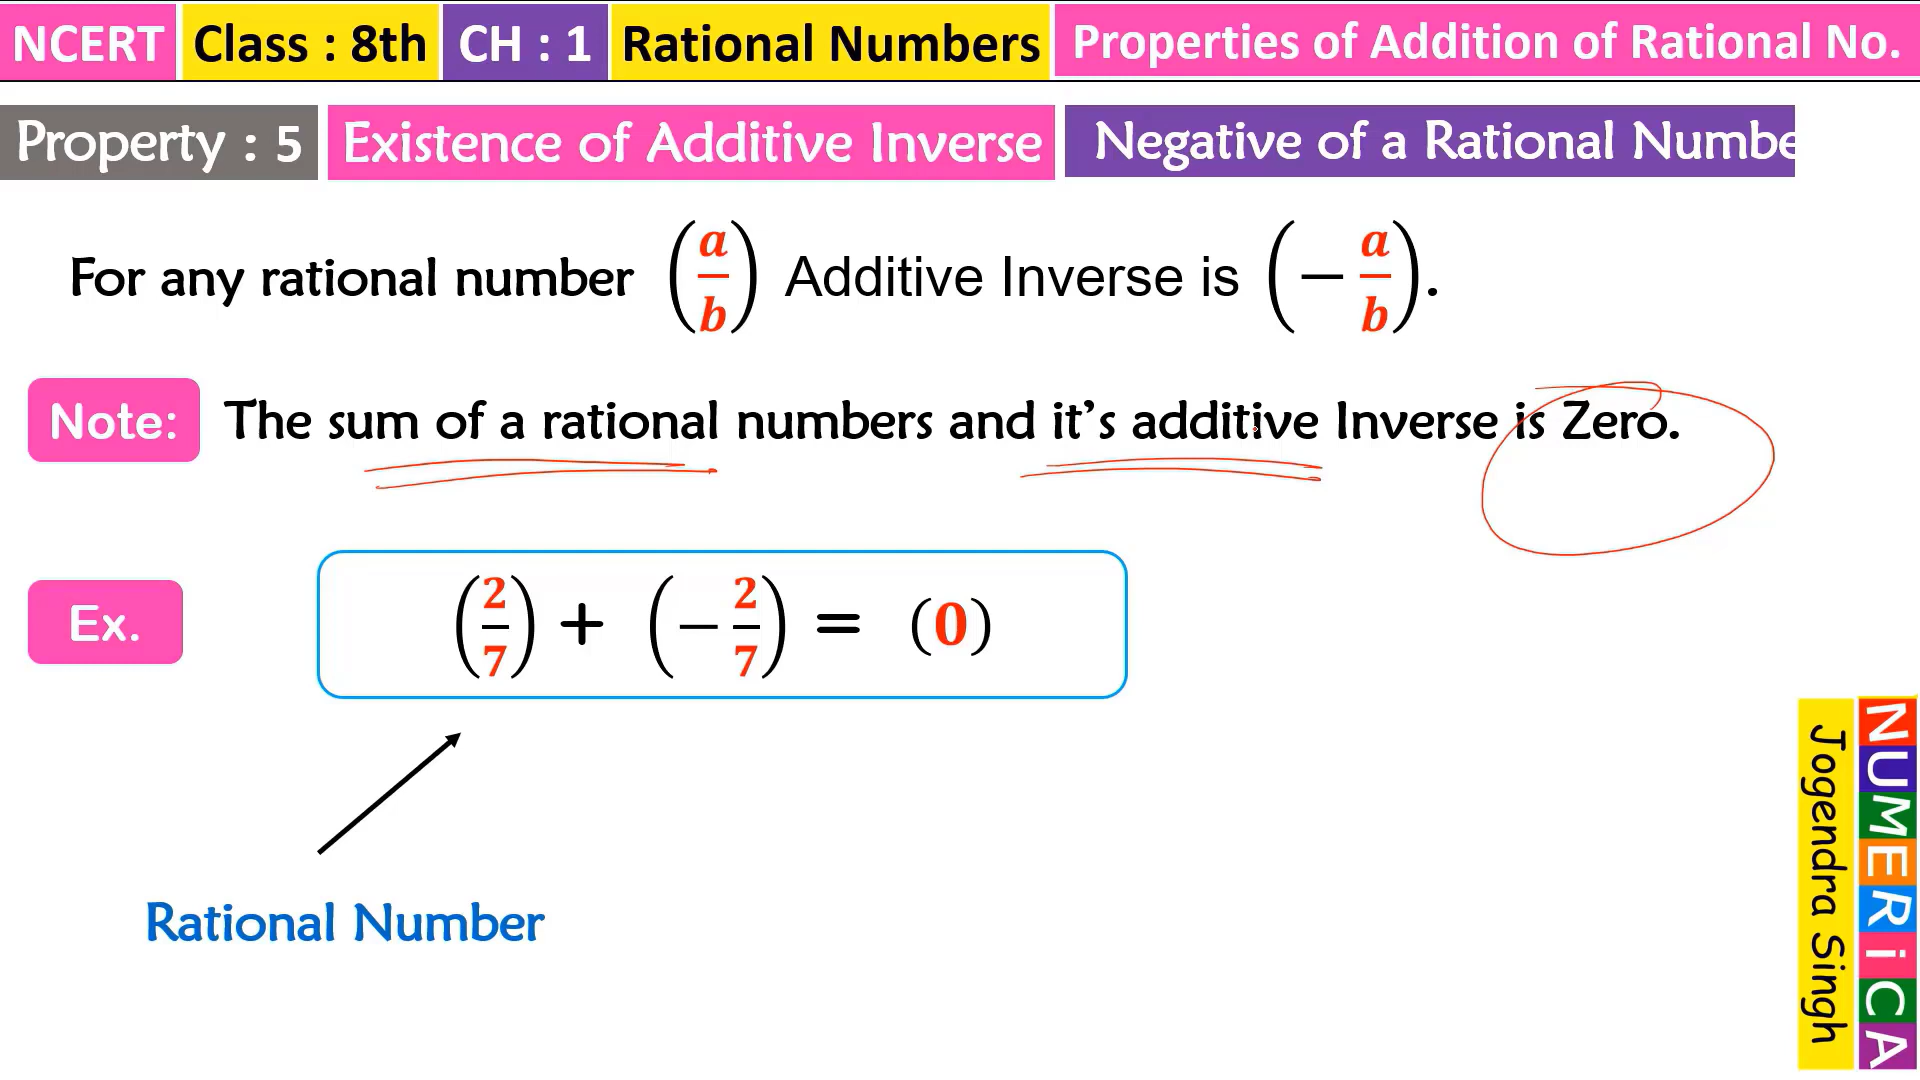 NCERT Class : 8th CH : 1 Rational Numbers Properties of Addition of Rational No.
Property : 5 Existence of Additive Inverse Negative of a Rational Numbe
For any rational number (a/b) Additive Inverse is (− a/b).
Note: The sum of a rational numbers and it's additive Inverse is Zero.
Ex. (2/7) + (− 2/7) = (0)
Rational Number
NUMERiCA
Jogendra Singh